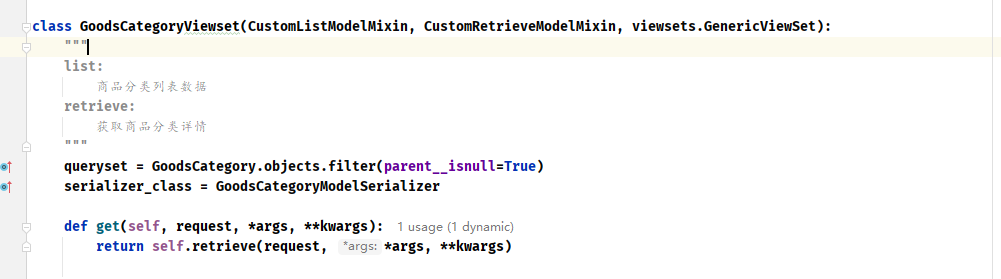 class GoodsCategoryViewset(CustomListModelMixin, CustomRetrieveModelMixin, viewsets.GenericViewSet):
    """
    list:
        商品分类列表数据
    retrieve:
        获取商品分类详情
    """
    queryset = GoodsCategory.objects.filter(parent__isnull=True)
    serializer_class = GoodsCategoryModelSerializer

    def get(self, request, *args, **kwargs):  1 usage (1 dynamic)
        return self.retrieve(request, *args: *args, **kwargs)